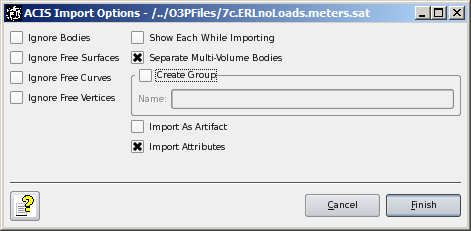 ACIS Import Options - /../O3PFiles/7c.ERLnoLoads.meters.sat
Ignore Bodies
Show Each While Importing
Ignore Free Surfaces
Separate Multi-Volume Bodies
Ignore Free Curves
Create Group
Ignore Free Vertices
Name:
Import As Artifact
Import Attributes
Cancel
Finish